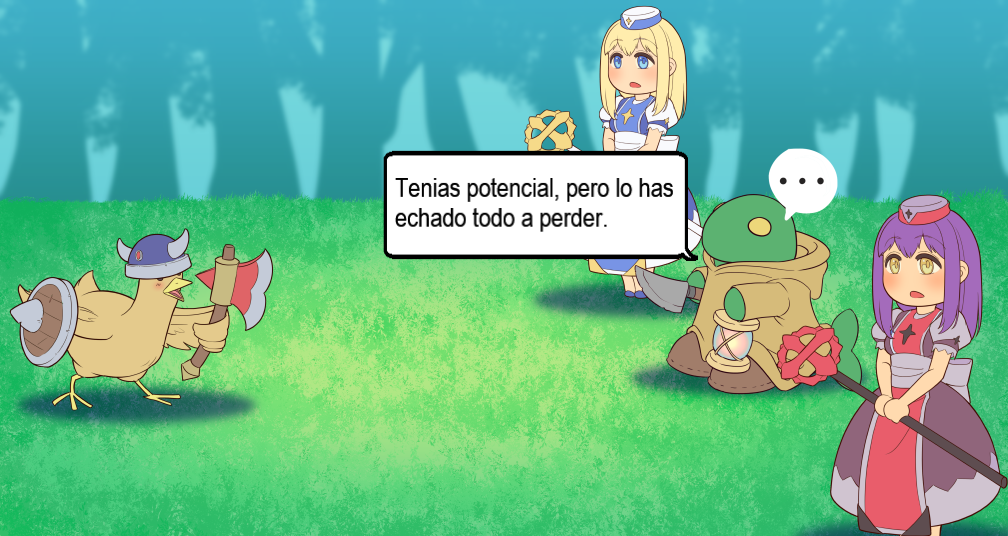 Tenias potencial, pero lo has
echado todo a perder.
...